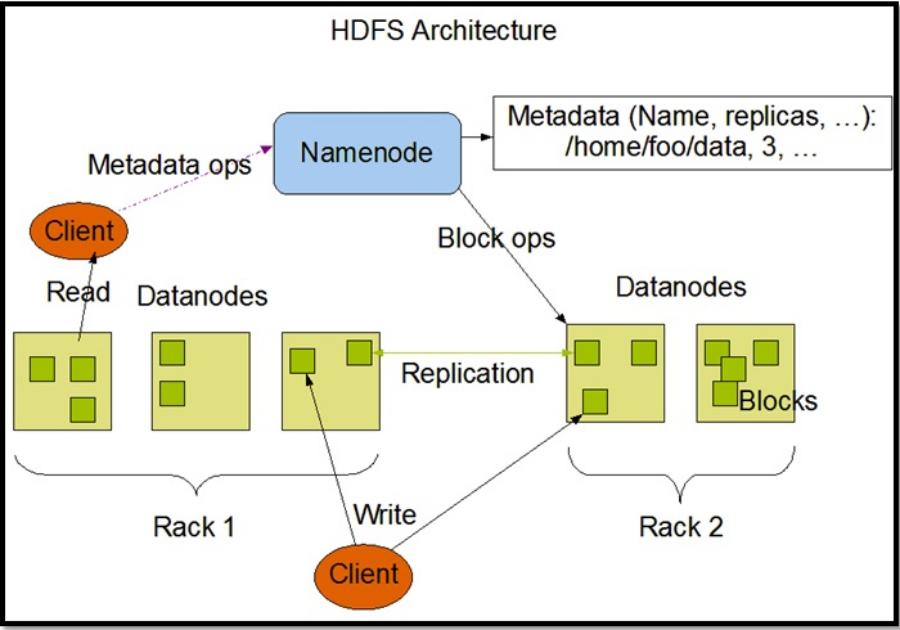 HDFS Architecture
Metadata (Name, replicas, ...):
/home/foo/data, 3, ...
Namenode
Metadata ops
Client
Block ops
Read
Datanodes
Datanodes
Replication
Blocks
Rack 1
Write
Rack 2
Client